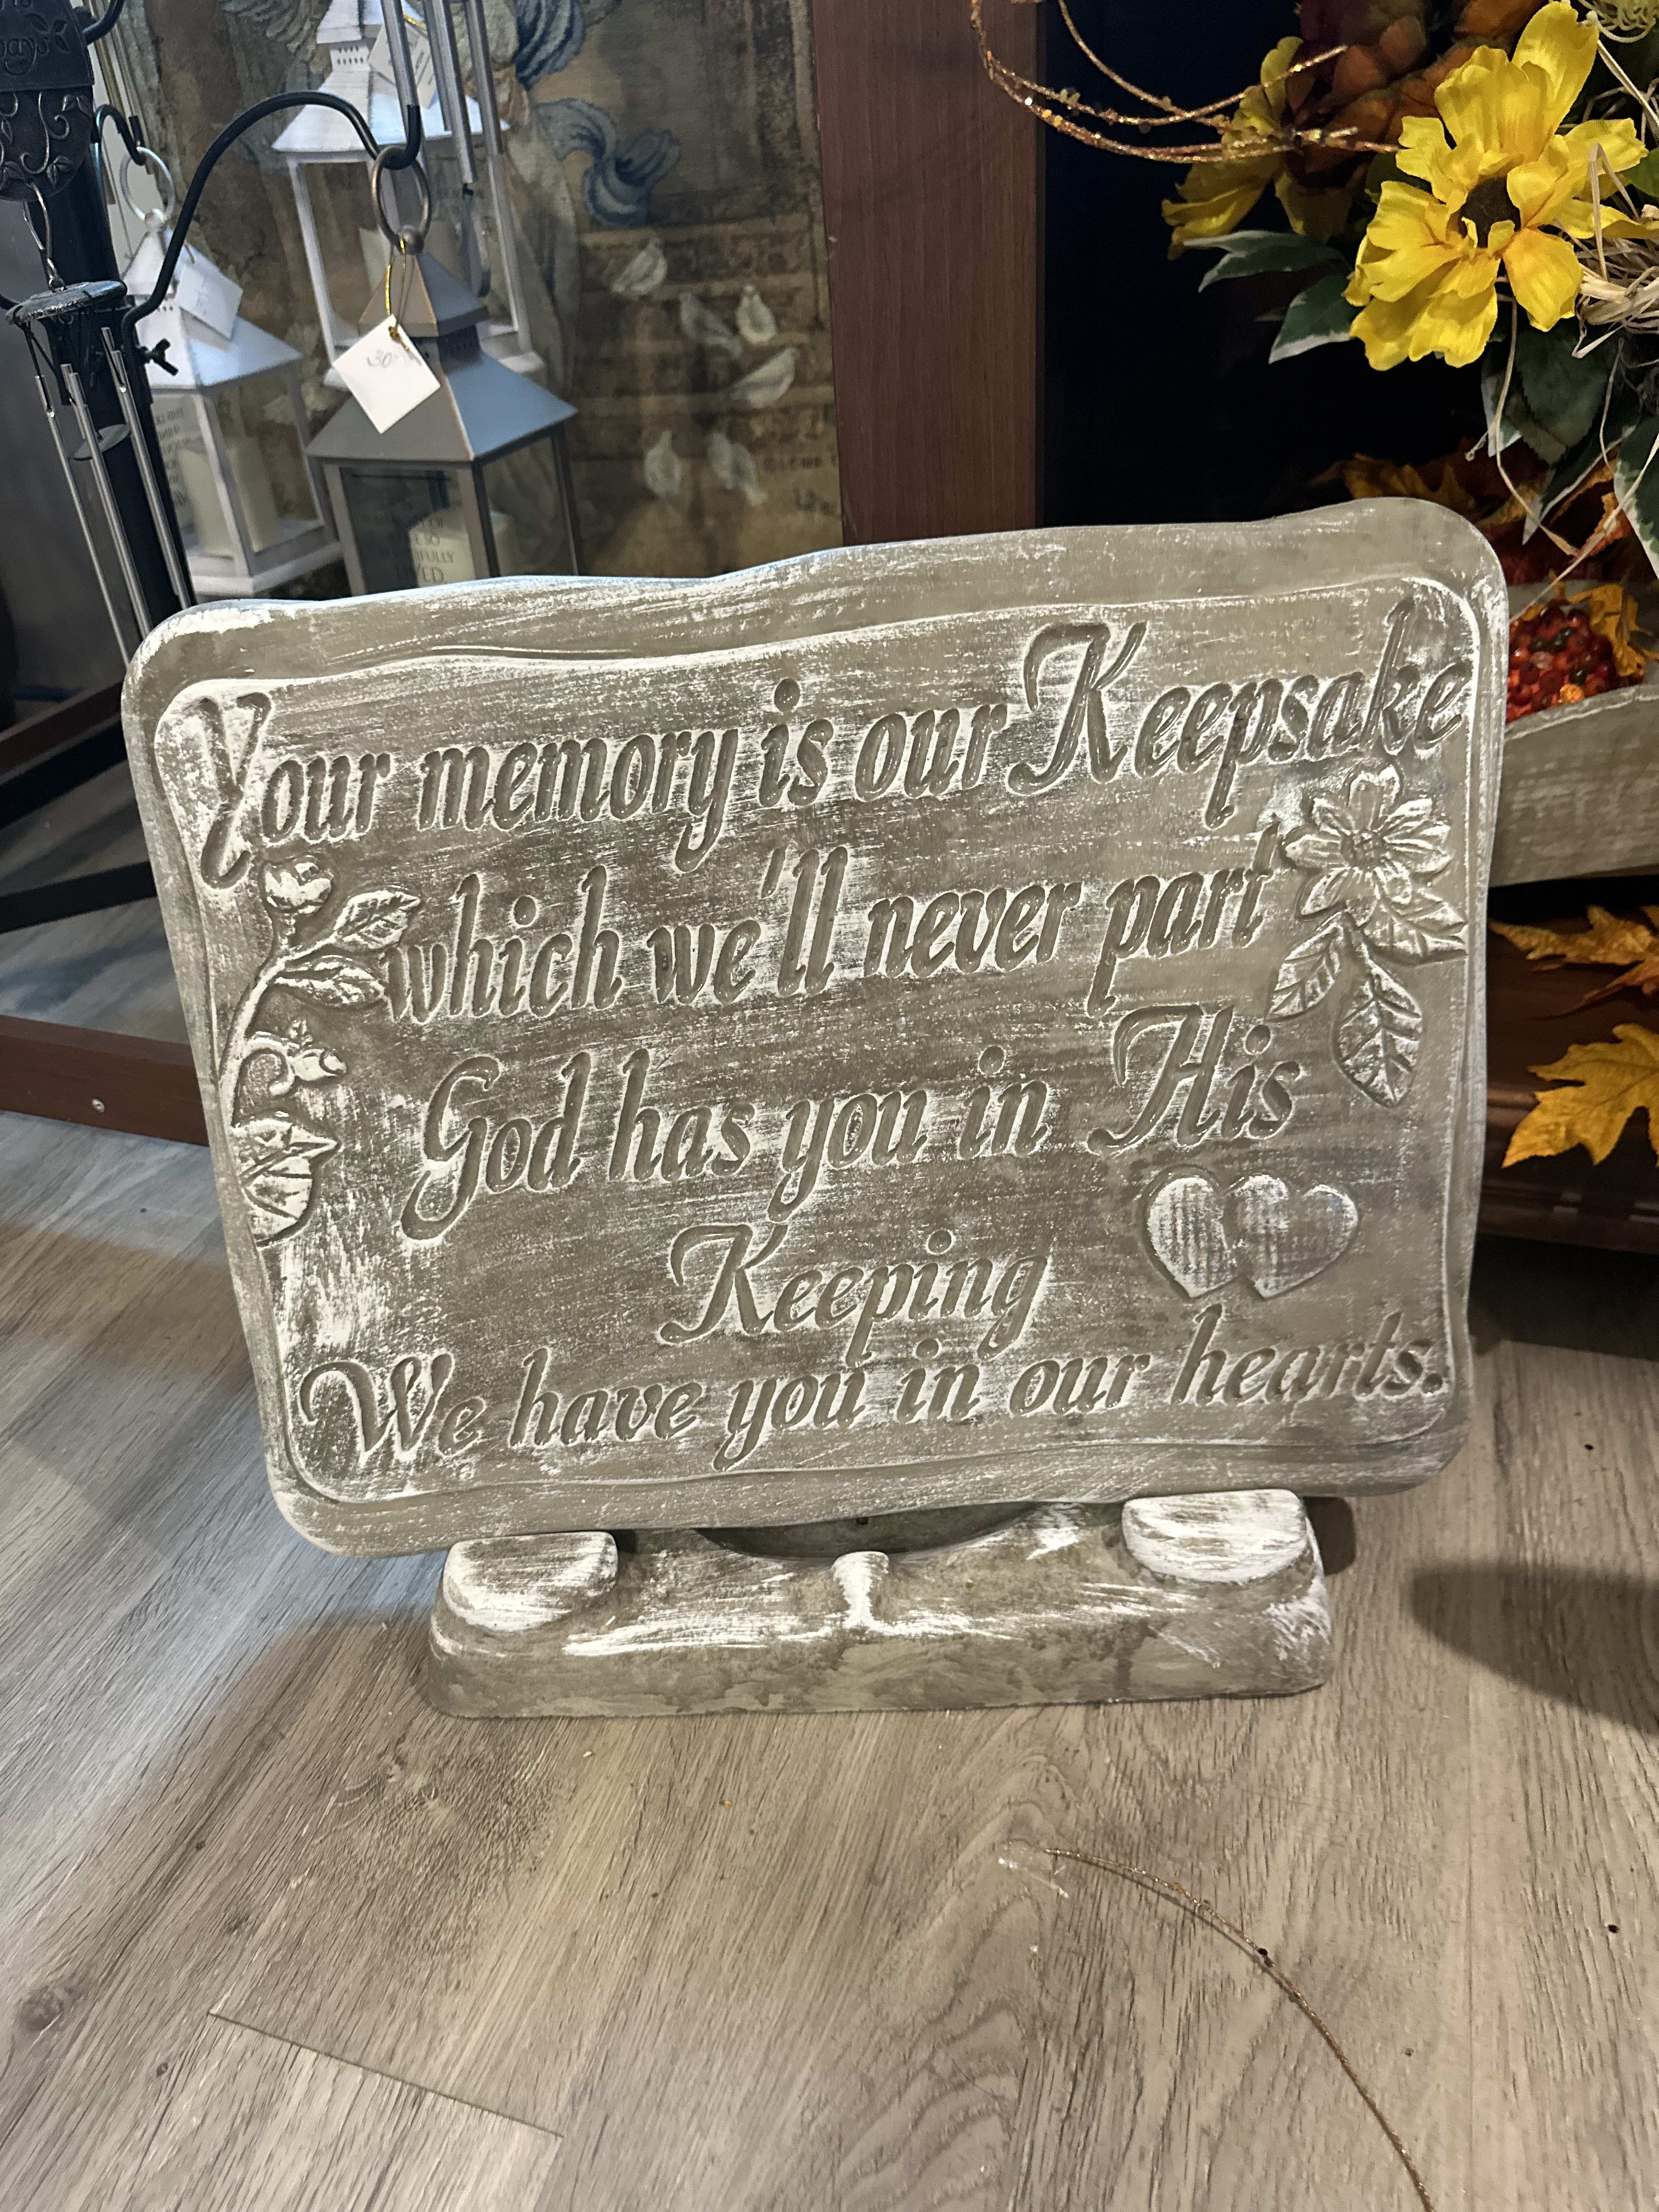 Your memory is our Keepsake
which we'll never part
God has you in His
Keeping
We have you in our hearts.